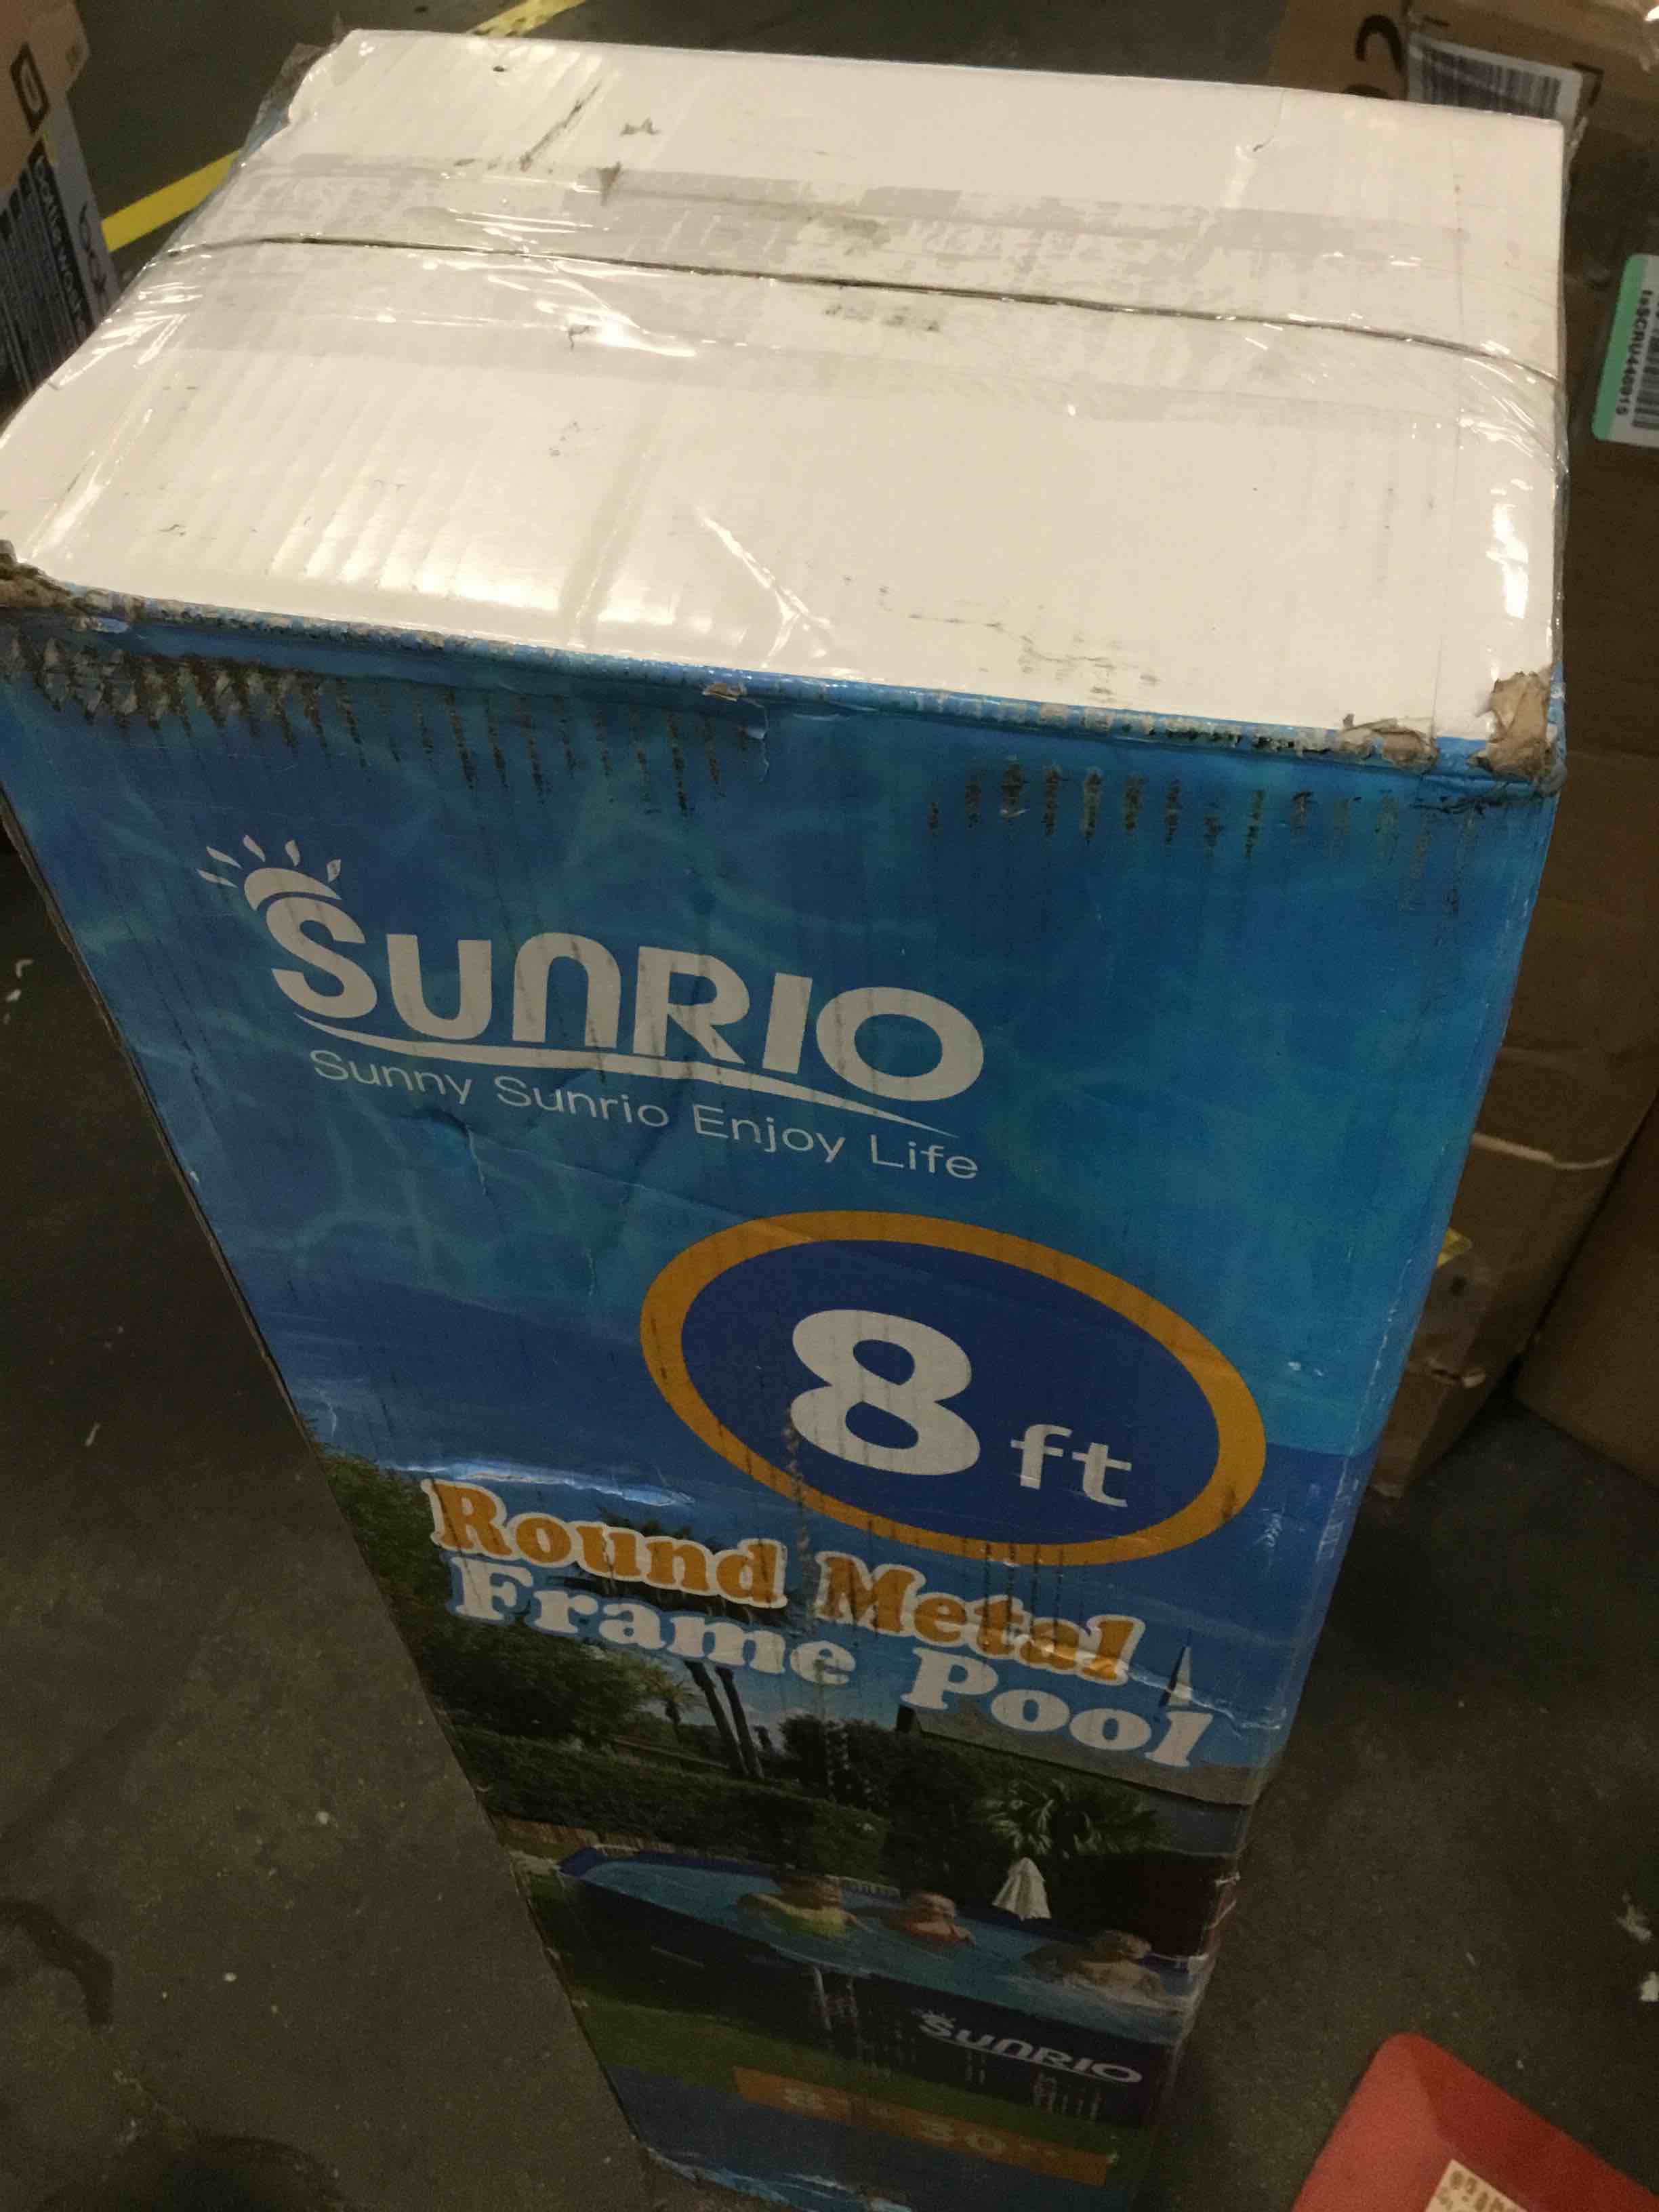 SUNRIO
Sunny Sunrio Enjoy Life
8 ft
Round Metal
Frame Pool
SUNRIO